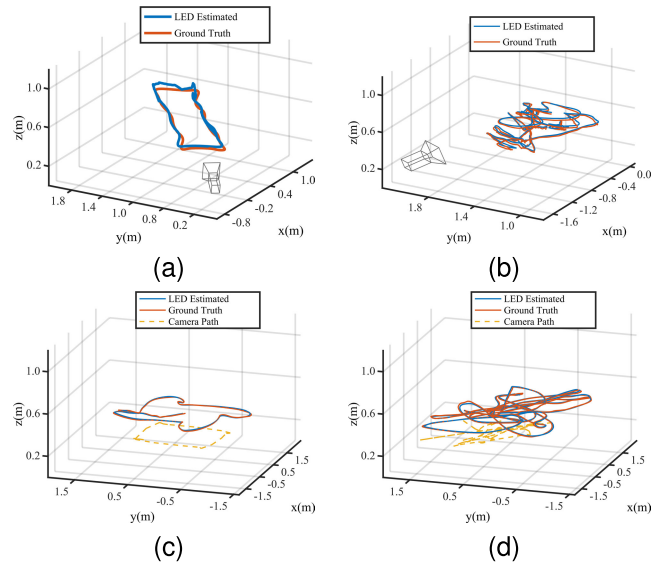 LED Estimated
Ground Truth
z(m)
1.0
0.6
0.2
1.8
1.4
1.0
0.6
0.2
y(m)
-0.8
-0.2
0.4
1.0
x(m)
(a)
LED Estimated
Ground Truth
z(m)
1.0
0.6
0.2
1.8
1.4
1.0
y(m)
-1.6
-1.2
-0.8
-0.4
0.0
x(m)
(b)
LED Estimated
Ground Truth
Camera Path
z(m)
1.0
0.6
0.2
1.5
0.5
-0.5
-1.5
y(m)
-1.5
-0.5
0.5
1.5
x(m)
(c)
LED Estimated
Ground Truth
Camera Path
z(m)
1.0
0.6
0.2
1.5
0.5
-0.5
-1.5
y(m)
-1.5
-0.5
0.5
1.5
x(m)
(d)